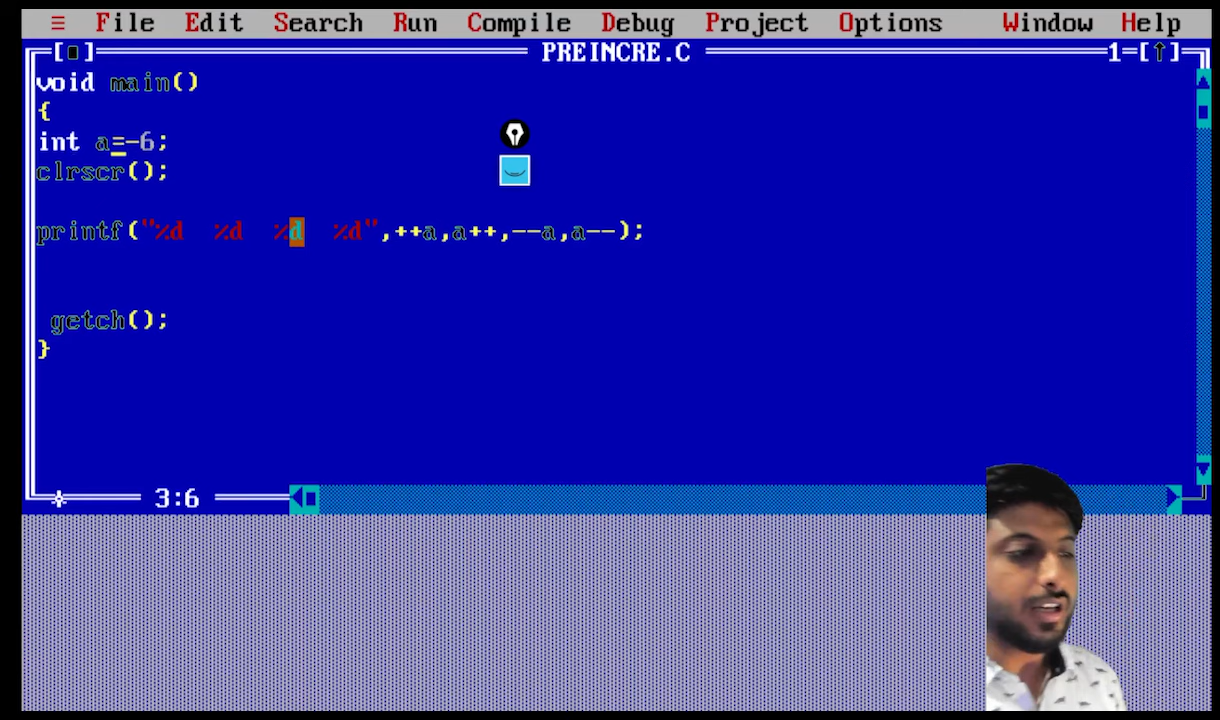 ≡ File Edit Search Run Compile Debug Project Options Window Help
[■] PREINCRE.C 1=[↑]
void main()
{
int a=-6;
clrscr();
printf("%d %d %d %d",++a,a++,--a,a--);
getch();
}
3:6